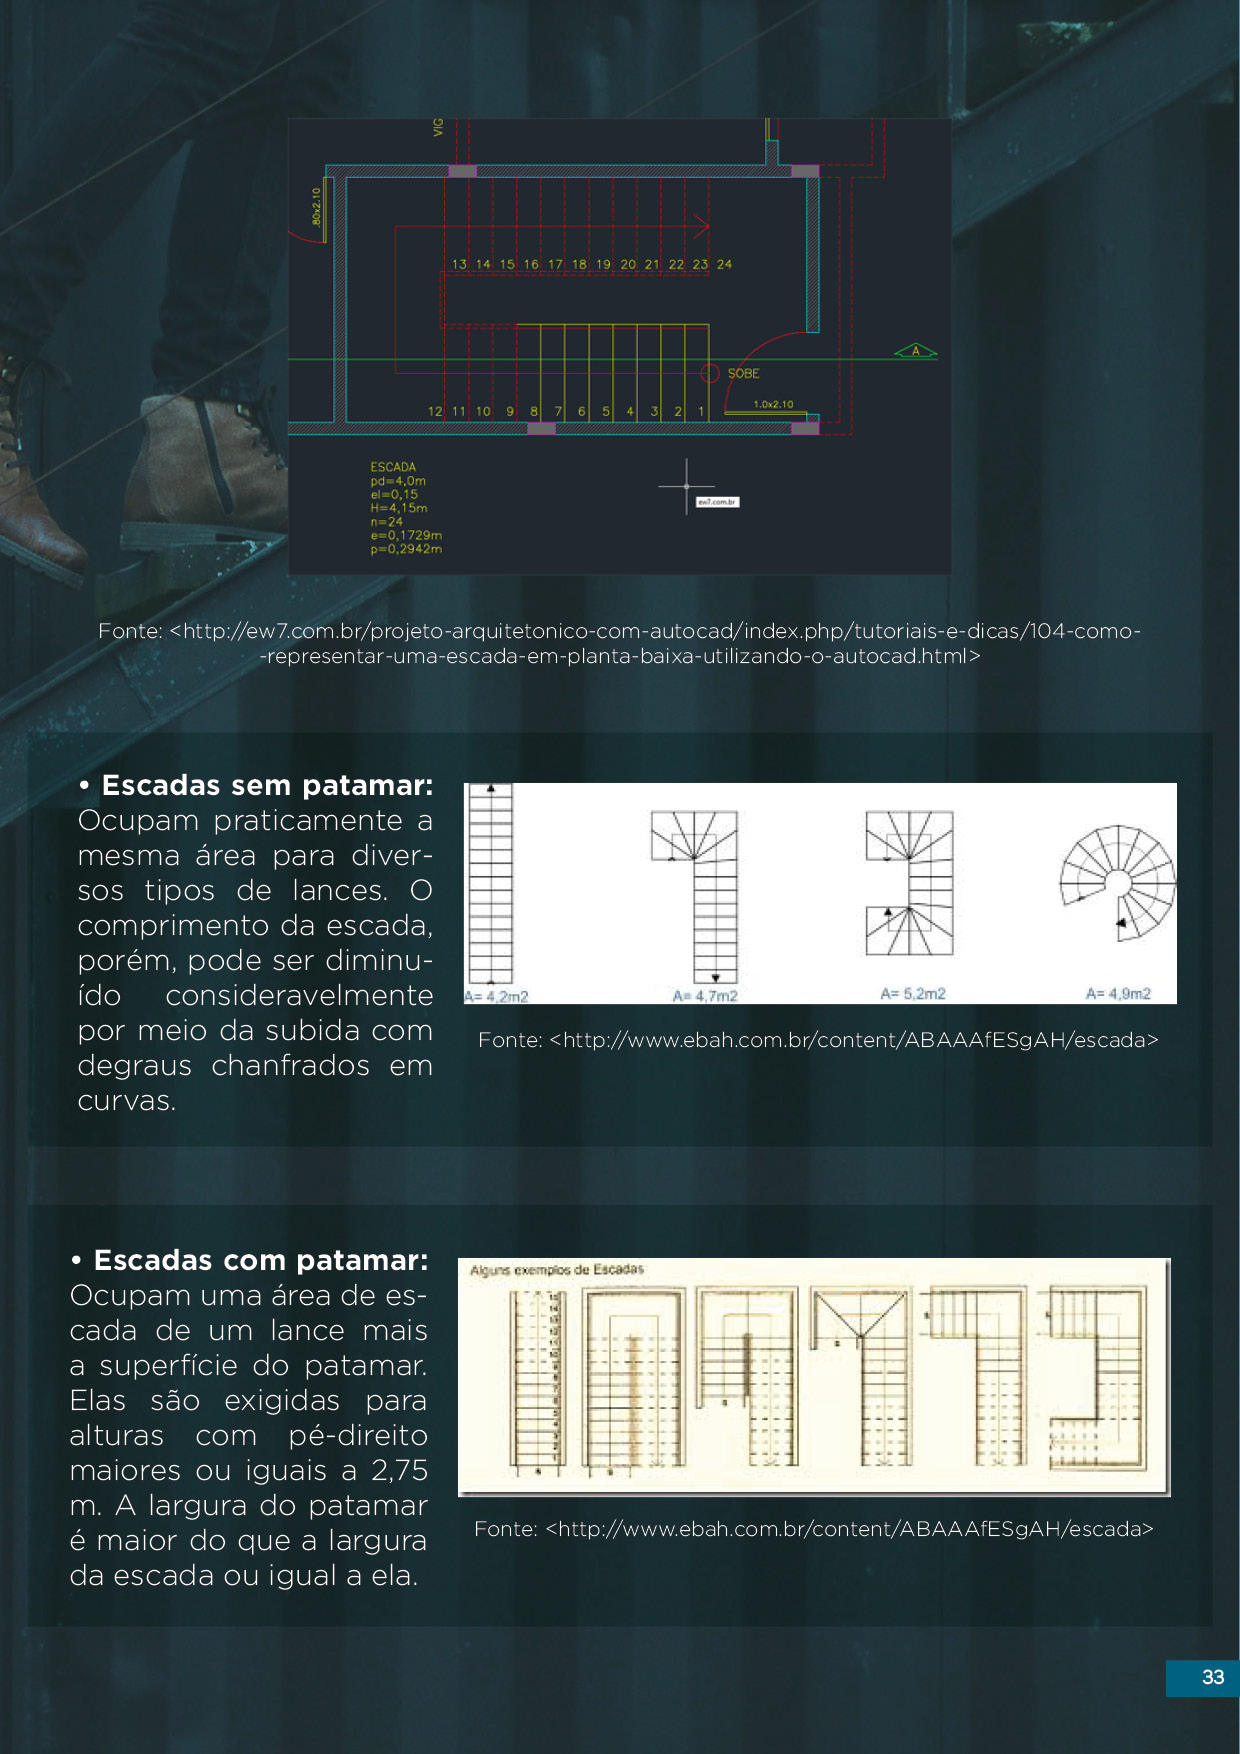 VIG
.80x2.10
13 14 15 16 17 18 19 20 21 22 23 24
A
SOBE
1.0x2.10
12 11 10 9 8 7 6 5 4 3 2 1
ESCADA
pd=4,0m
el=0,15
H=4,15m
n=24
e=0,1729m
p=0,2942m
ew7.com.br
Fonte: <http://ew7.com.br/projeto-arquitetonico-com-autocad/index.php/tutoriais-e-dicas/104-como-
-representar-uma-escada-em-planta-baixa-utilizando-o-autocad.html>
• Escadas sem patamar:
Ocupam praticamente a
mesma área para diver-
sos tipos de lances. O
comprimento da escada,
porém, pode ser diminu-
ído consideravelmente
por meio da subida com
degraus chanfrados em
curvas.
A= 4,2m2
A= 4,7m2
A= 5,2m2
A= 4,9m2
Fonte: <http://www.ebah.com.br/content/ABAAAfESgAH/escada>
• Escadas com patamar:
Ocupam uma área de es-
cada de um lance mais
a superfície do patamar.
Elas são exigidas para
alturas com pé-direito
maiores ou iguais a 2,75
m. A largura do patamar
é maior do que a largura
da escada ou igual a ela.
Alguns exemplos de Escadas
Fonte: <http://www.ebah.com.br/content/ABAAAfESgAH/escada>
33